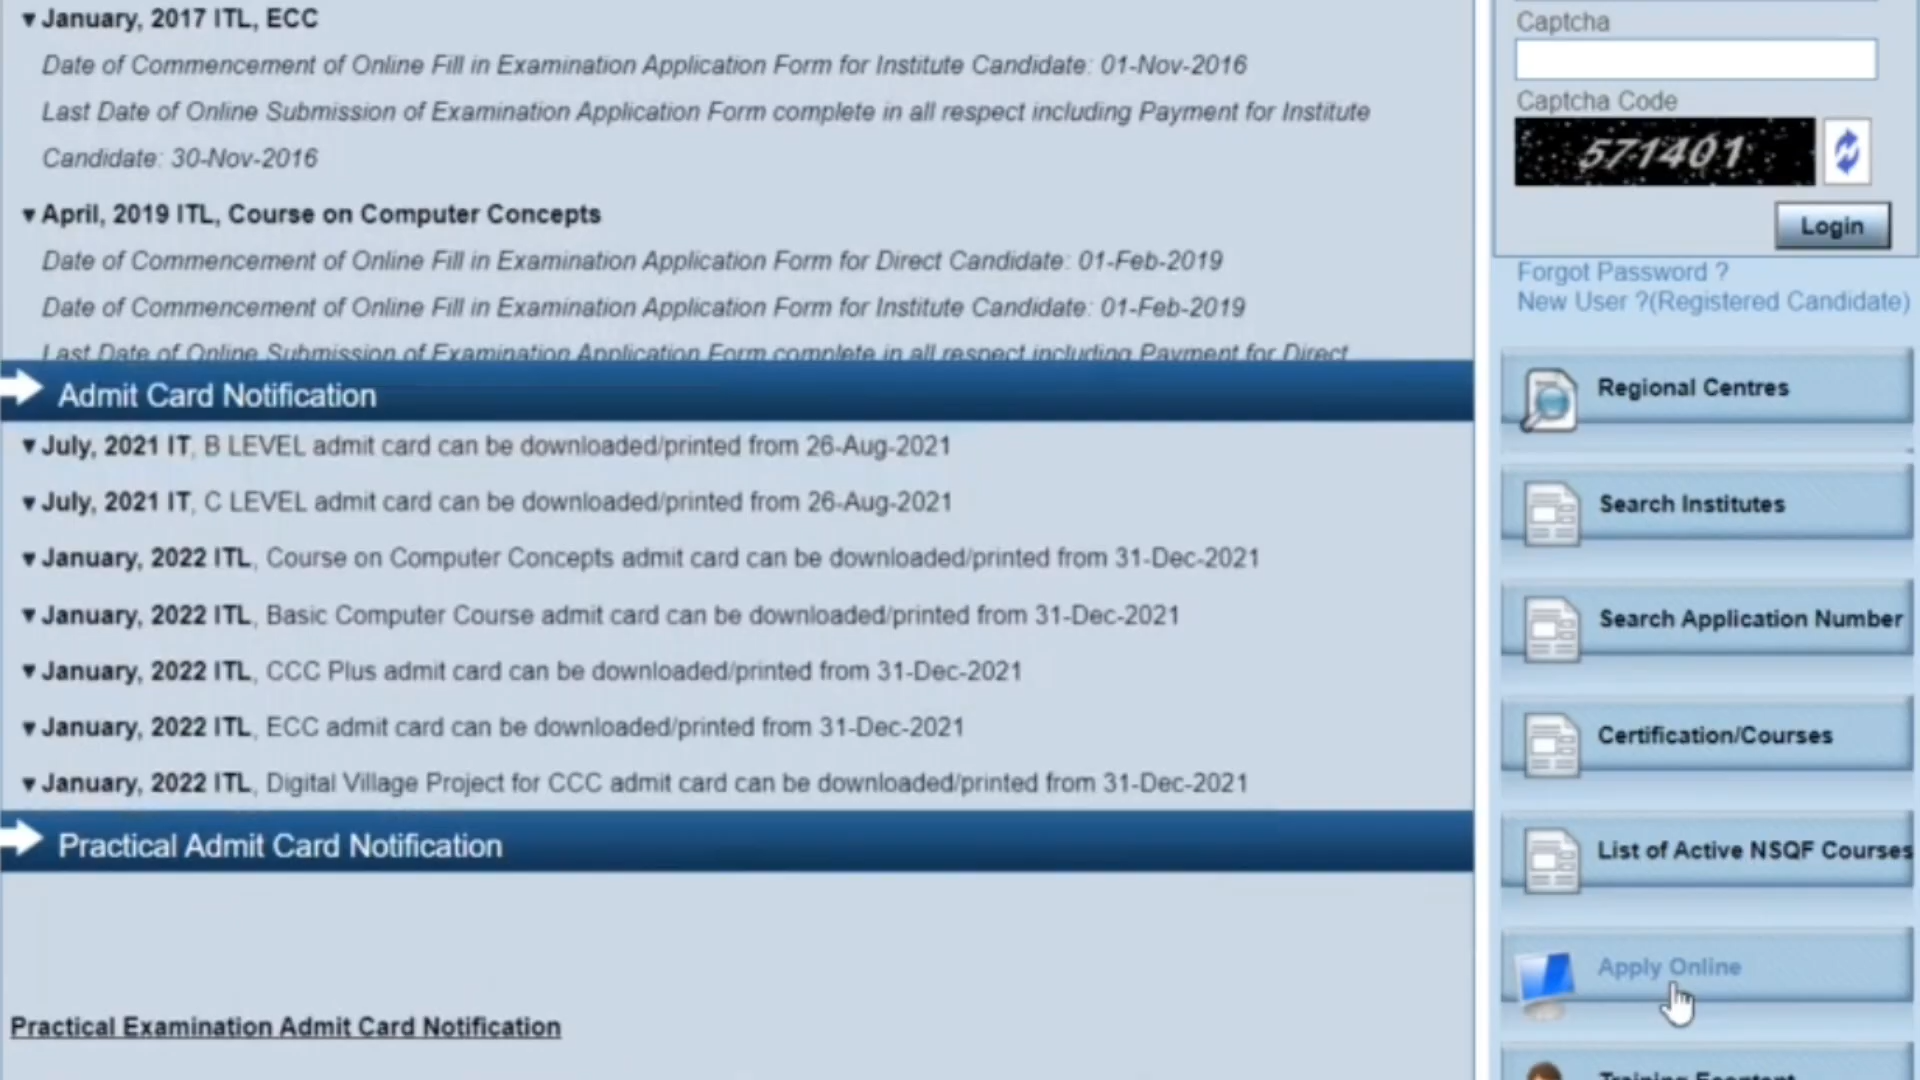 ▾ January, 2017 ITL, ECC
Date of Commencement of Online Fill in Examination Application Form for Institute Candidate: 01-Nov-2016
Last Date of Online Submission of Examination Application Form complete in all respect including Payment for Institute
Candidate: 30-Nov-2016
▾ April, 2019 ITL, Course on Computer Concepts
Date of Commencement of Online Fill in Examination Application Form for Direct Candidate: 01-Feb-2019
Date of Commencement of Online Fill in Examination Application Form for Institute Candidate: 01-Feb-2019
Last Date of Online Submission of Examination Application Form complete in all respect including Payment for Direct
Admit Card Notification
▾ July, 2021 IT, B LEVEL admit card can be downloaded/printed from 26-Aug-2021
▾ July, 2021 IT, C LEVEL admit card can be downloaded/printed from 26-Aug-2021
▾ January, 2022 ITL, Course on Computer Concepts admit card can be downloaded/printed from 31-Dec-2021
▾ January, 2022 ITL, Basic Computer Course admit card can be downloaded/printed from 31-Dec-2021
▾ January, 2022 ITL, CCC Plus admit card can be downloaded/printed from 31-Dec-2021
▾ January, 2022 ITL, ECC admit card can be downloaded/printed from 31-Dec-2021
▾ January, 2022 ITL, Digital Village Project for CCC admit card can be downloaded/printed from 31-Dec-2021
Practical Admit Card Notification
Practical Examination Admit Card Notification
Captcha
Captcha Code
571401
Login
Forgot Password ?
New User ?(Registered Candidate)
Regional Centres
Search Institutes
Search Application Number
Certification/Courses
List of Active NSQF Courses
Apply Online
Training